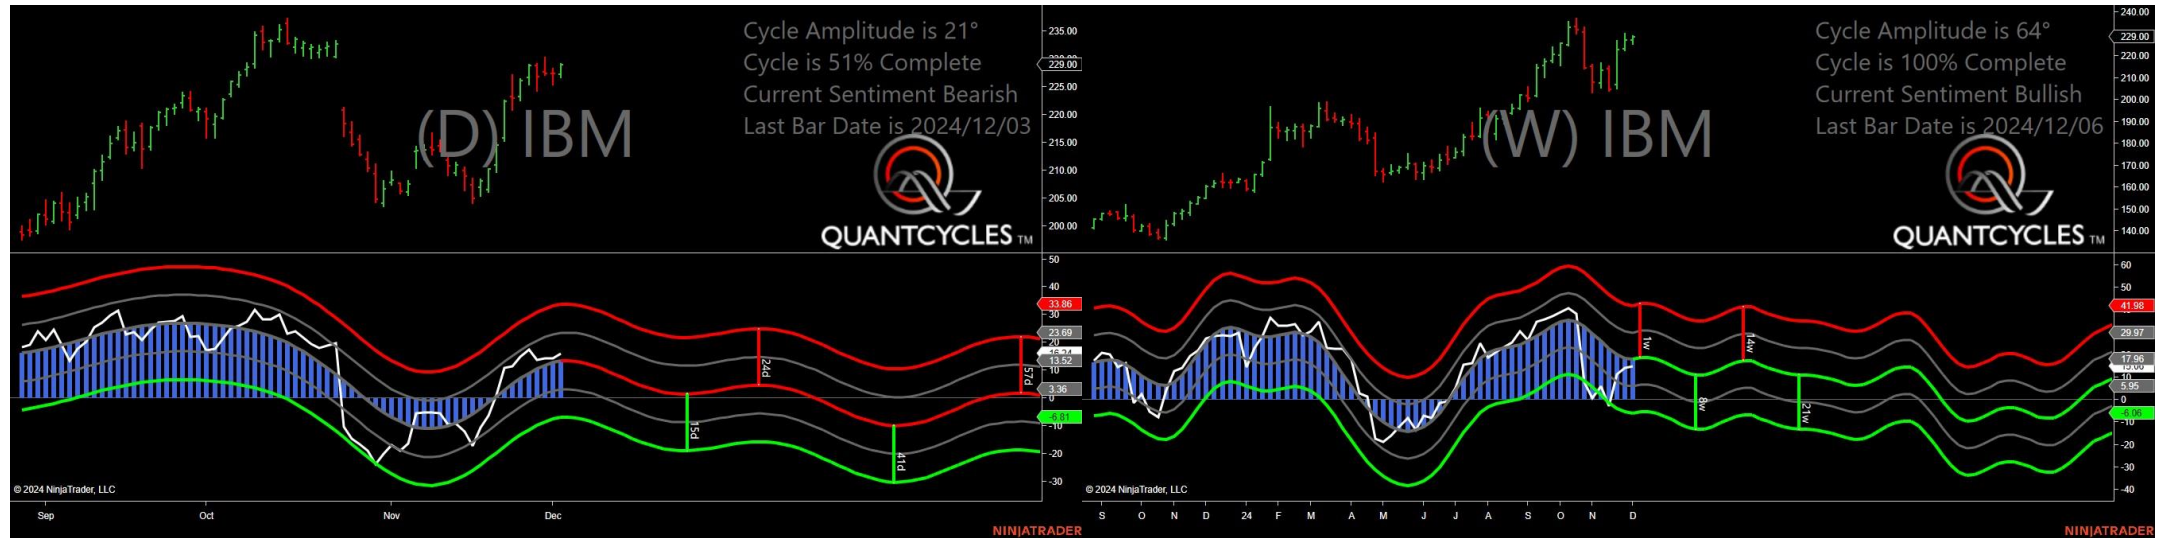 Cycle Amplitude is 21°
Cycle is 51% Complete
Current Sentiment Bearish
Last Bar Date is 2024/12/03
(D) IBM
QUANTCYCLES TM
235.00
229.00
225.00
220.00
215.00
210.00
205.00
200.00
50
40
33.86
30
23.69
20
13.52
10
3.36
0
-6.81
-10
-20
-30
15d
24d
41d
57d
© 2024 NinjaTrader, LLC
Sep Oct Nov Dec
NINJATRADER
Cycle Amplitude is 64°
Cycle is 100% Complete
Current Sentiment Bullish
Last Bar Date is 2024/12/06
(W) IBM
QUANTCYCLES TM
240.00
229.00
220.00
210.00
200.00
190.00
180.00
170.00
160.00
150.00
140.00
60
50
41.98
29.97
17.96
10
5.95
0
-6.06
-10
-20
-30
-40
1w
8w
14w
21w
© 2024 NinjaTrader, LLC
S O N D 24 F M A M J J A S O N D
NINJATRADER